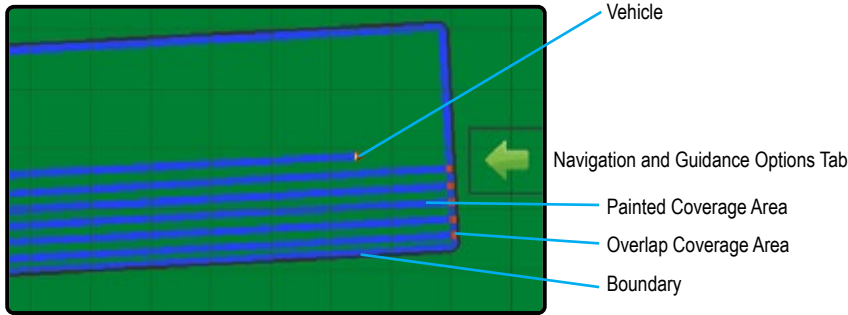 Vehicle
Navigation and Guidance Options Tab
Painted Coverage Area
Overlap Coverage Area
Boundary